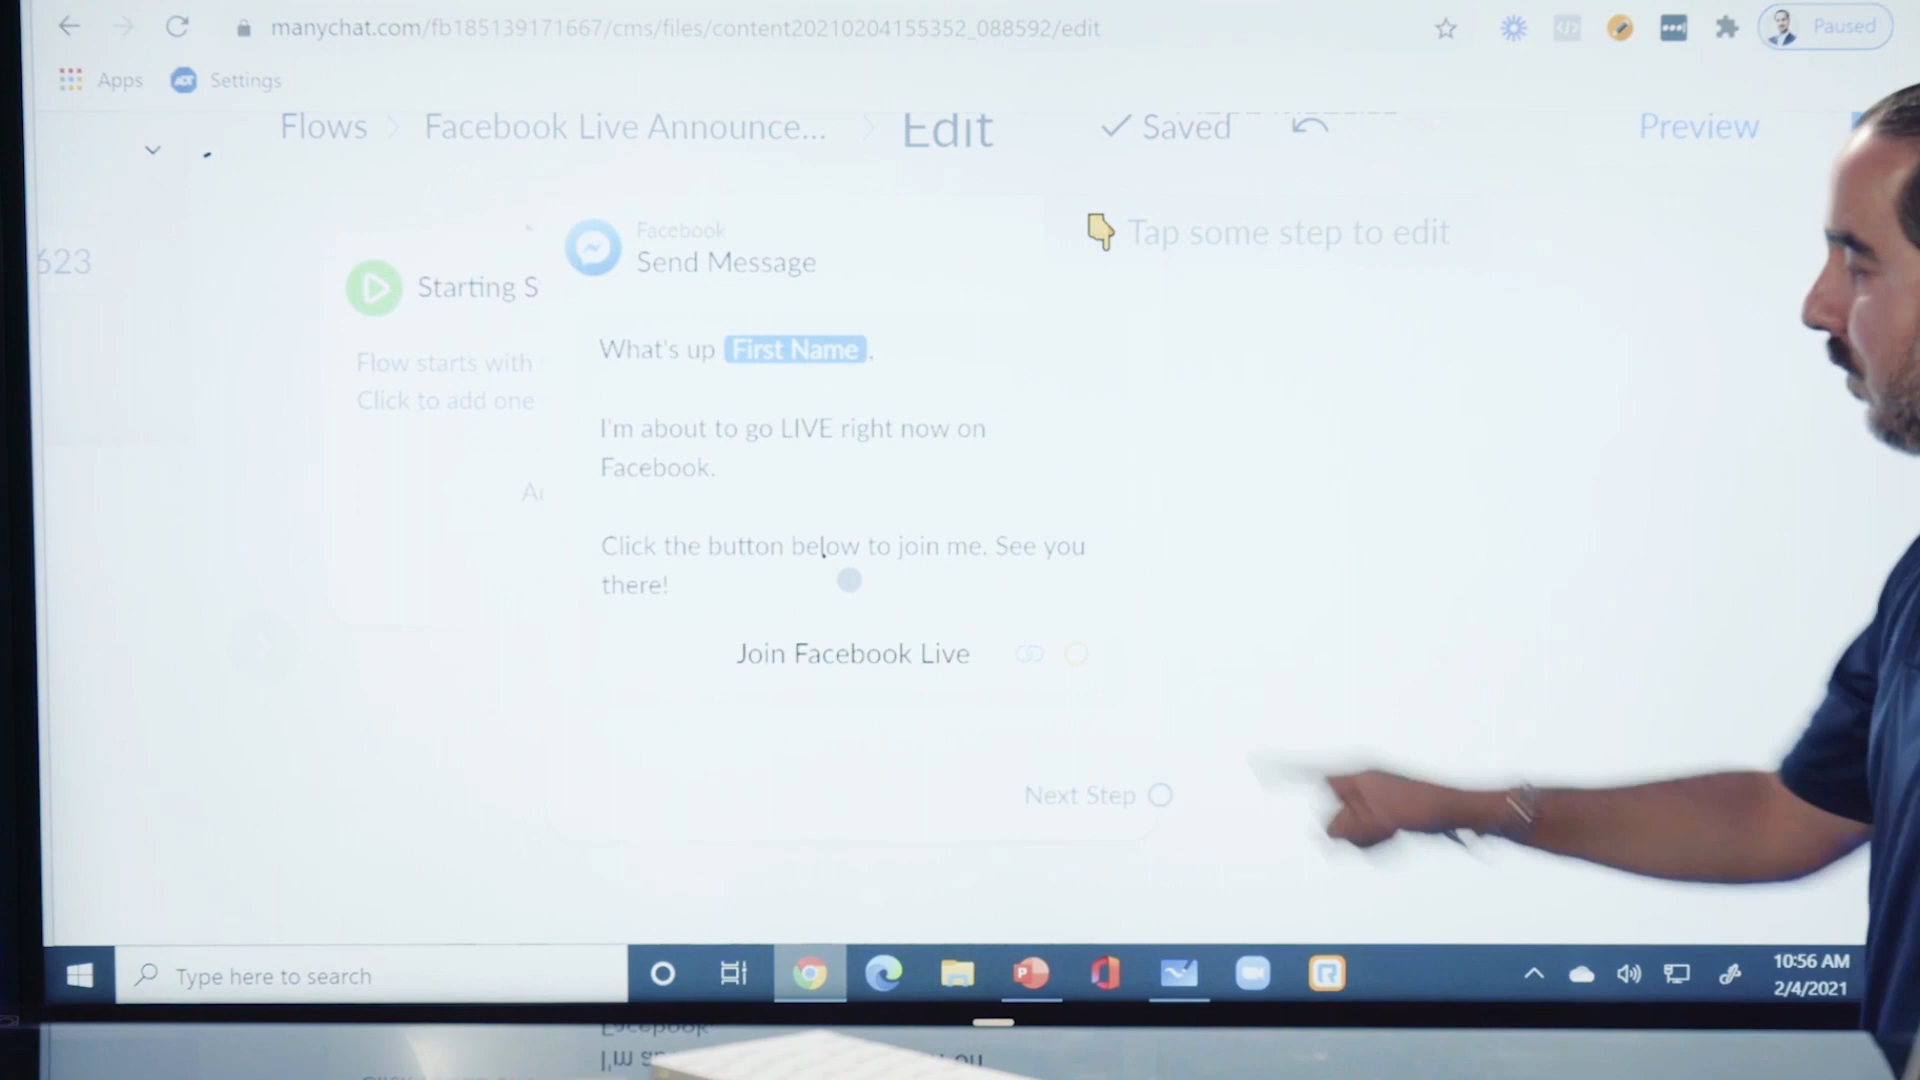 manychat.com/fb185139171667/cms/files/content20210204155352_088592/edit
Paused
Apps
Settings
Flows
Facebook Live Announce...
Edit
Saved
Preview
623
Starting S
Flow starts with
Click to add one
Facebook
Send Message
What's up First Name,
I'm about to go LIVE right now on
Facebook.
Click the button below to join me. See you
there!
Join Facebook Live
Next Step
Tap some step to edit
Type here to search
10:56 AM
2/4/2021